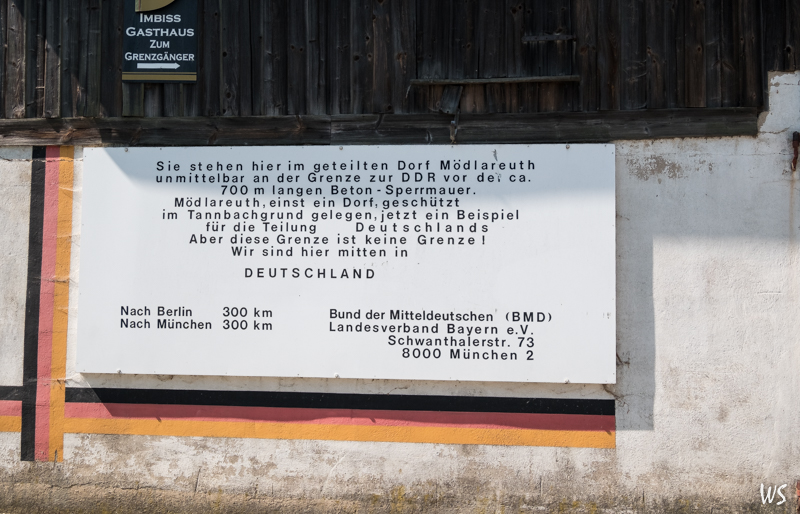 IMBISS
GASTHAUS
ZUM
GRENZGÄNGER
Sie stehen hier im geteilten Dorf Mödlareuth
unmittelbar an der Grenze zur DDR vor der ca.
700 m langen Beton - Sperrmauer.
Mödlareuth, einst ein Dorf, geschützt
im Tannbachgrund gelegen, jetzt ein Beispiel
für die Teilung Deutschlands
Aber diese Grenze ist keine Grenze!
Wir sind hier mitten in
DEUTSCHLAND
Nach Berlin 300 km
Nach München 300 km
Bund der Mitteldeutschen (BMD)
Landesverband Bayern e.V.
Schwanthalerstr. 73
8000 München 2
WS